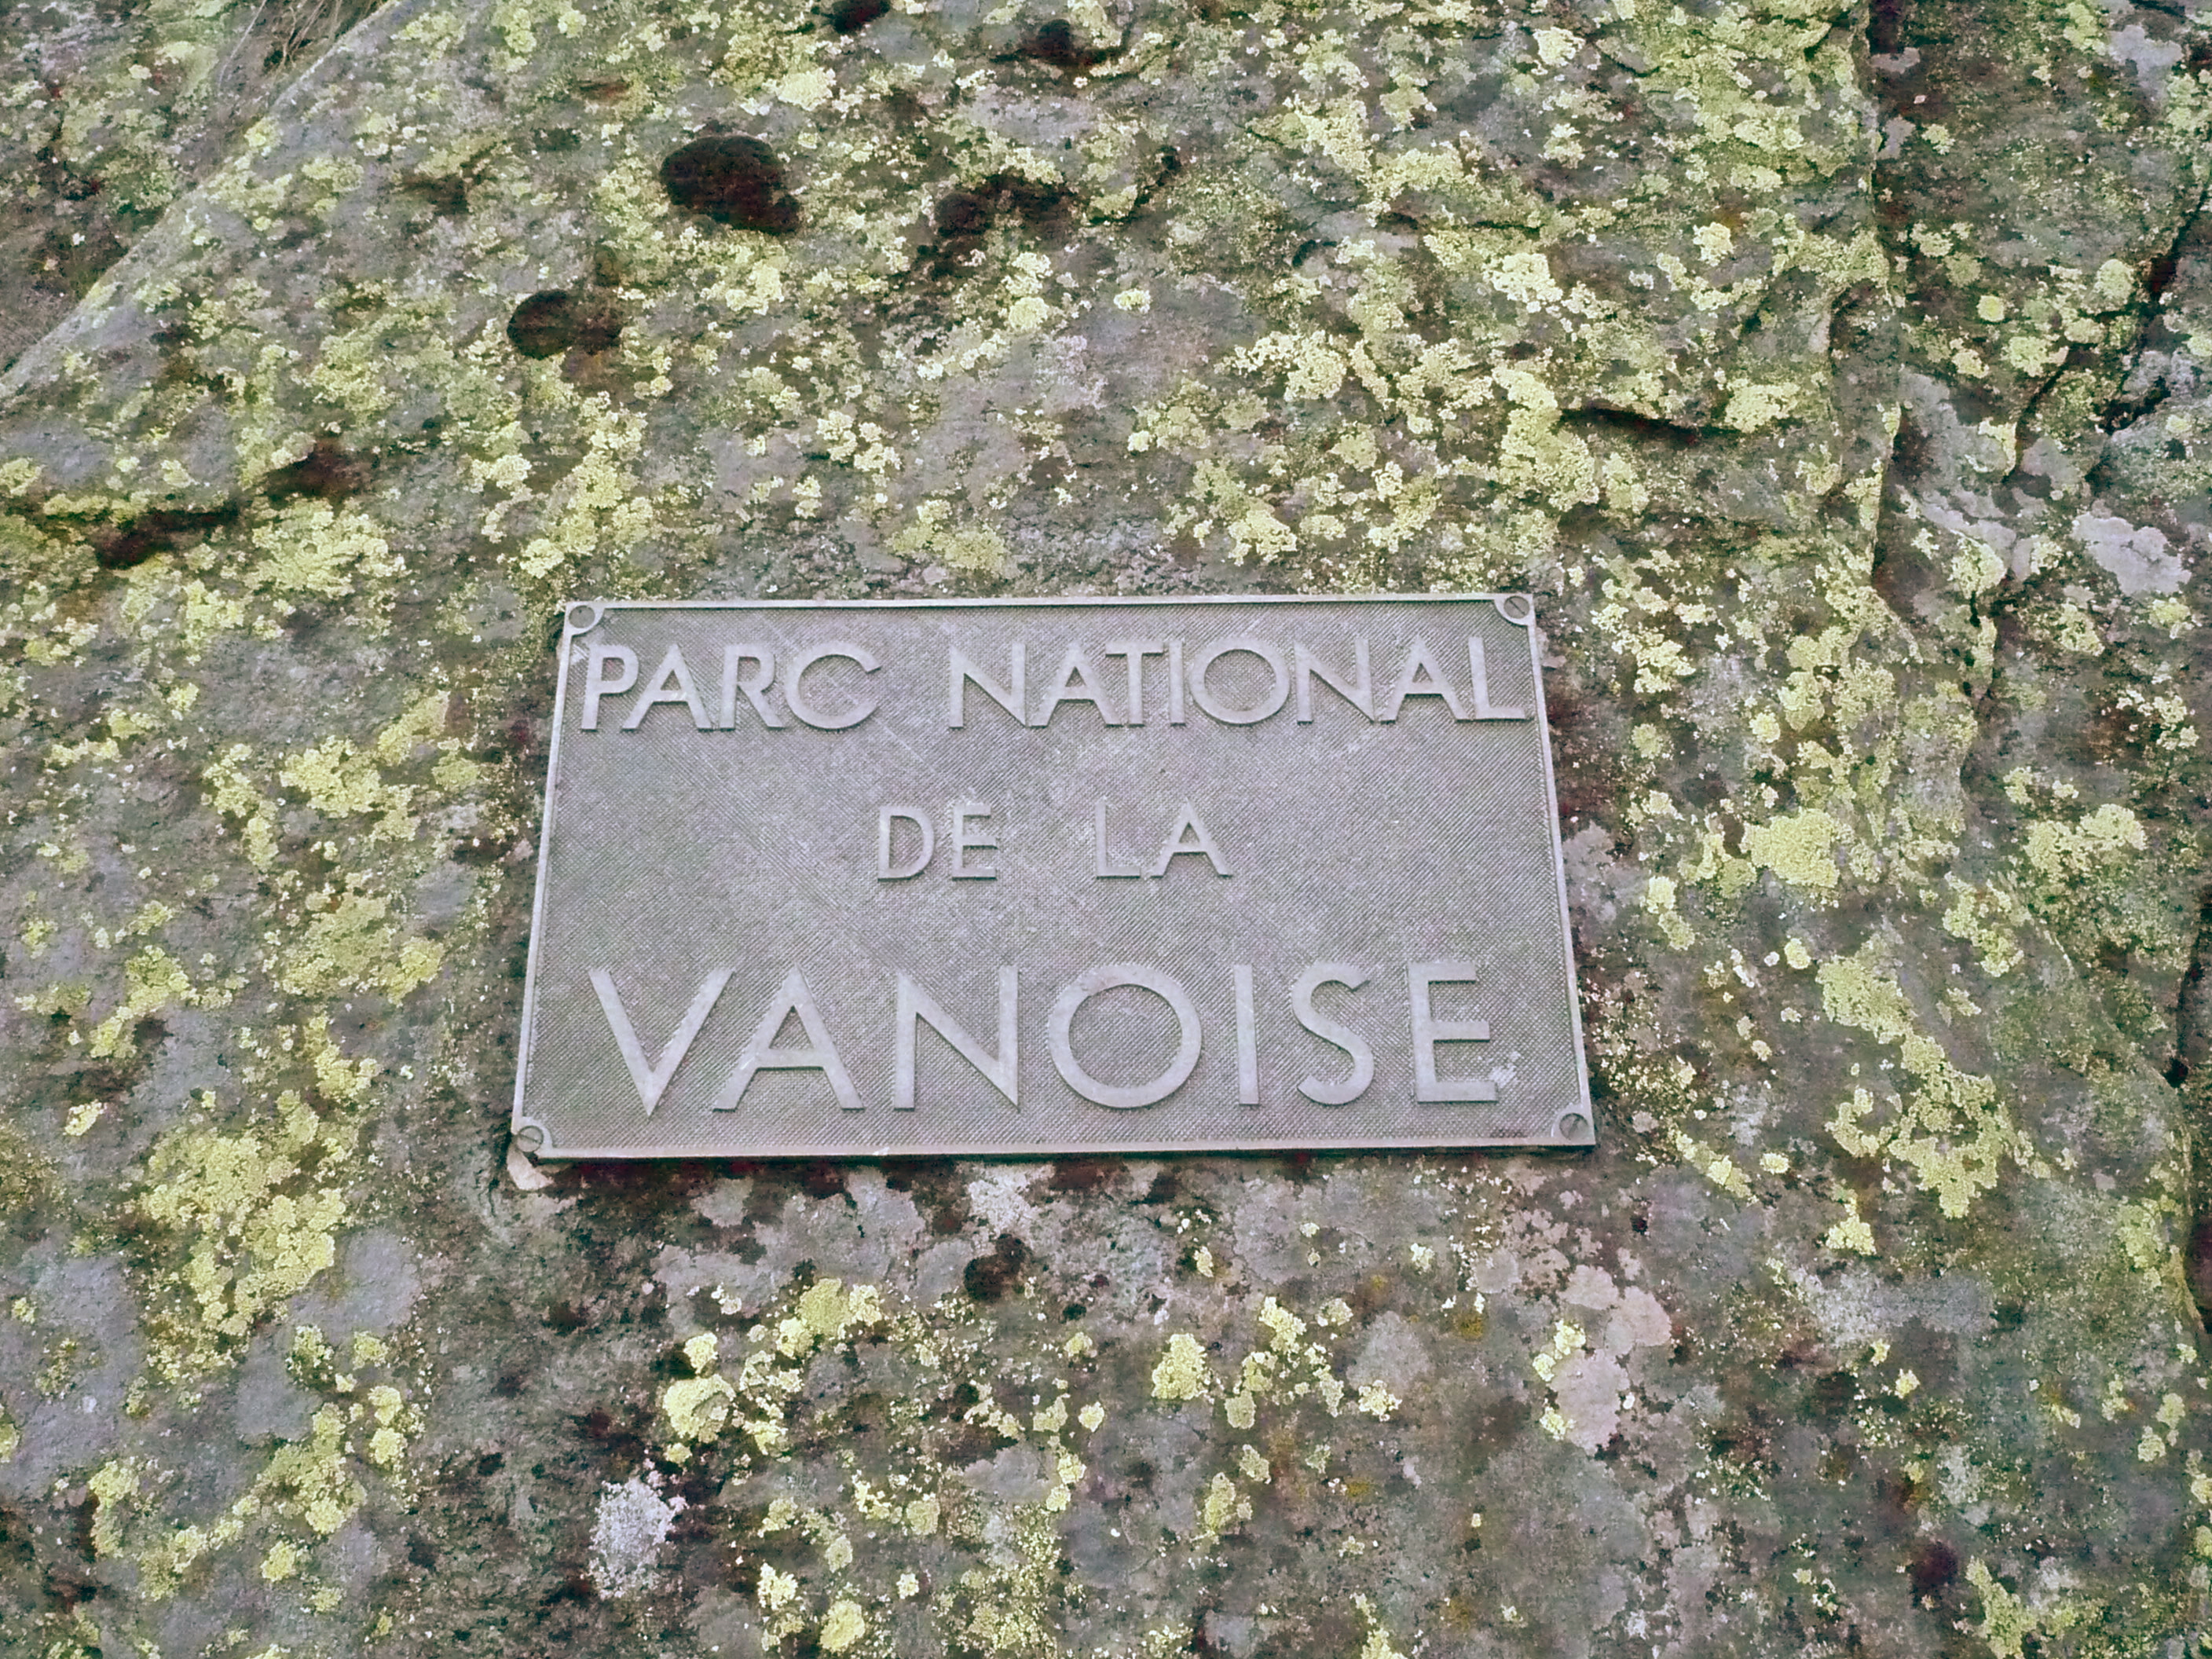 PARC NATIONAL
DE LA
VANOISE